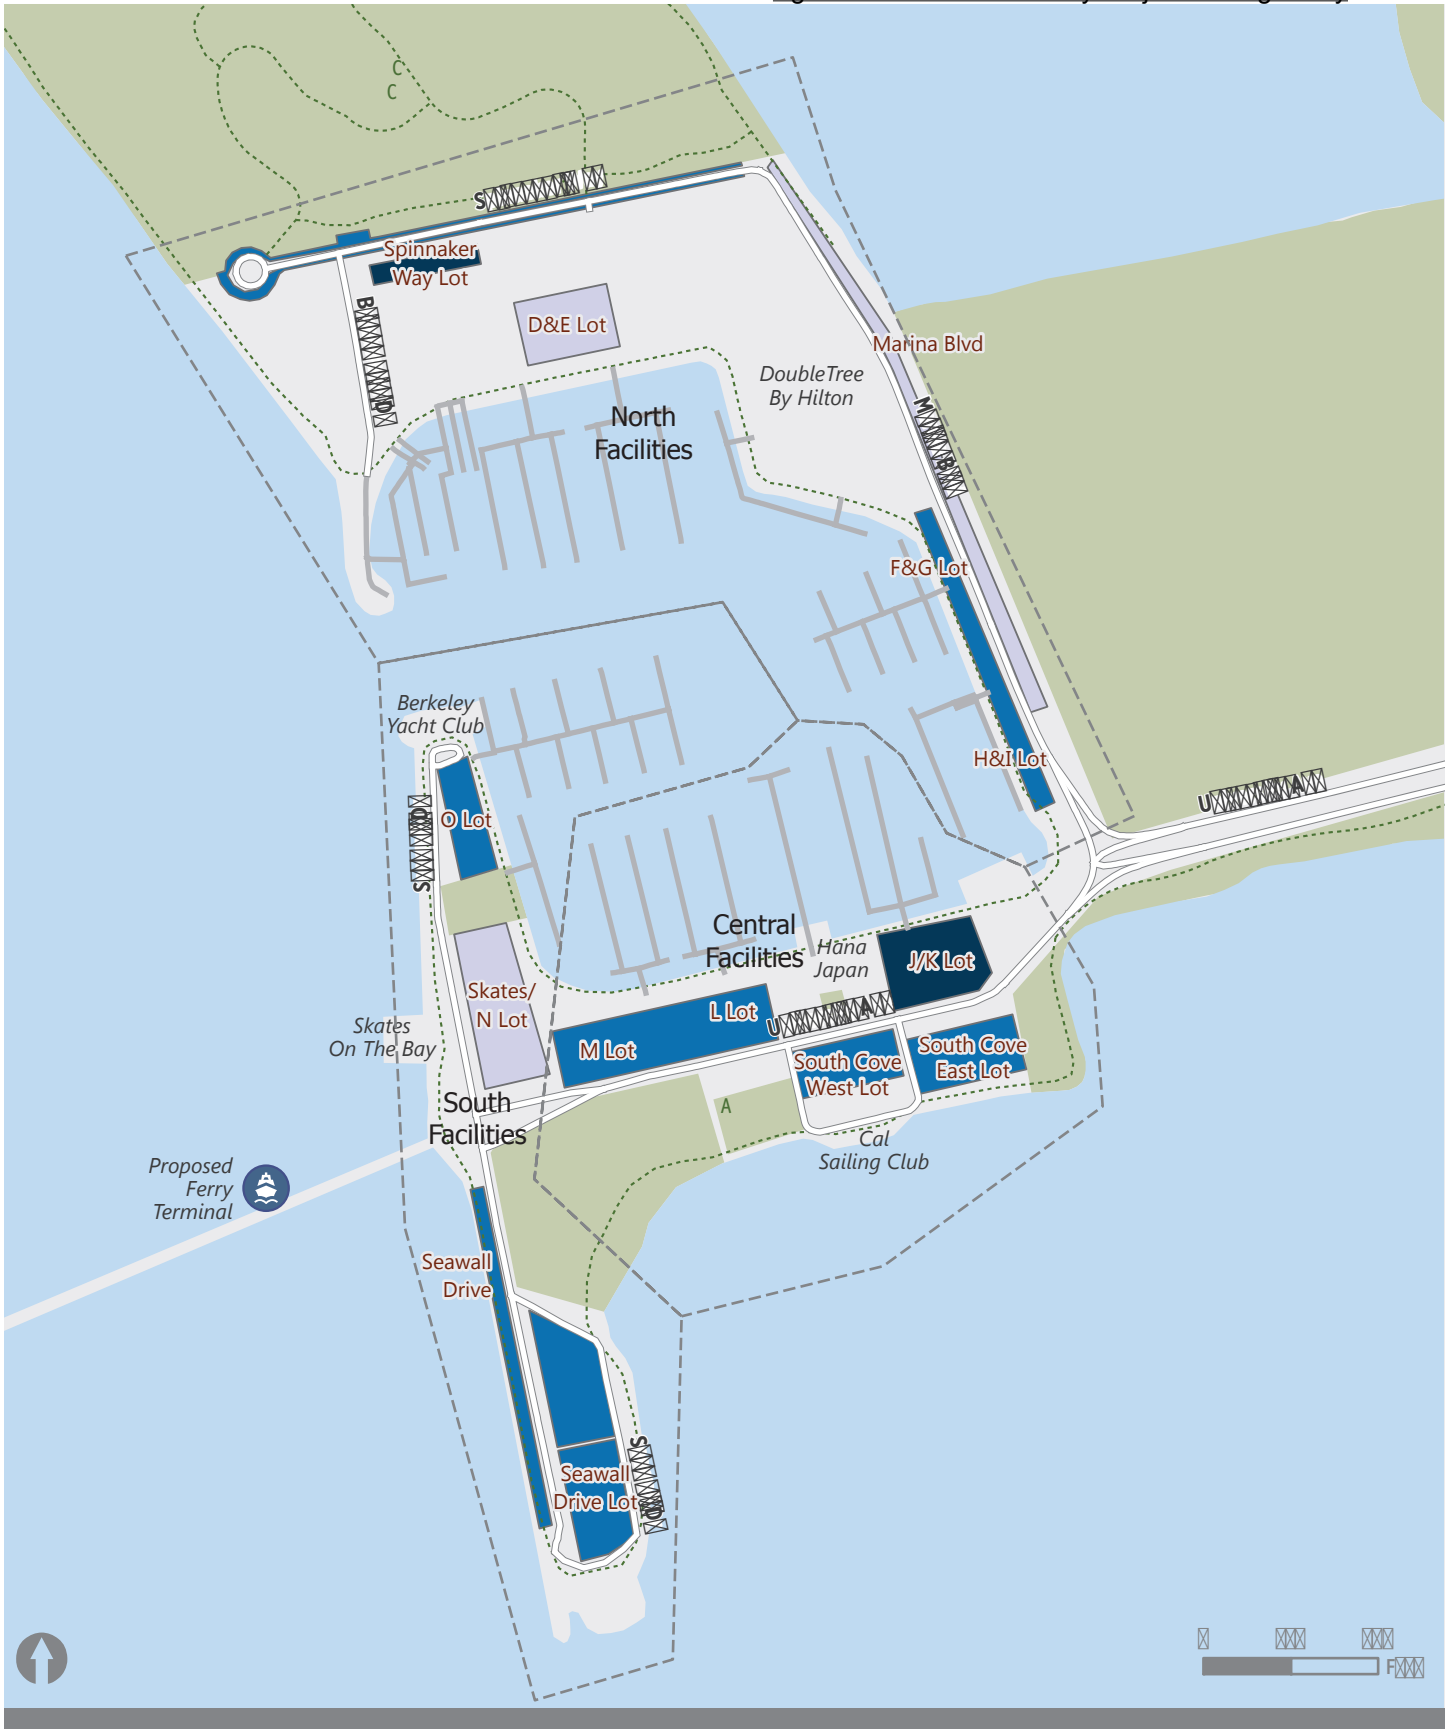 C
C
Spinnaker
Way Lot
D&E Lot
Marina Blvd
DoubleTree
By Hilton
North
Facilities
F&G Lot
Berkeley
Yacht Club
H&I Lot
O Lot
Central
Facilities
Hana
Japan
J/K Lot
Skates/
N Lot
L Lot
Skates
On The Bay
M Lot
South Cove
West Lot
South Cove
East Lot
South
Facilities
A
Cal
Sailing Club
Proposed
Ferry
Terminal
Seawall
Drive
Seawall
Drive Lot